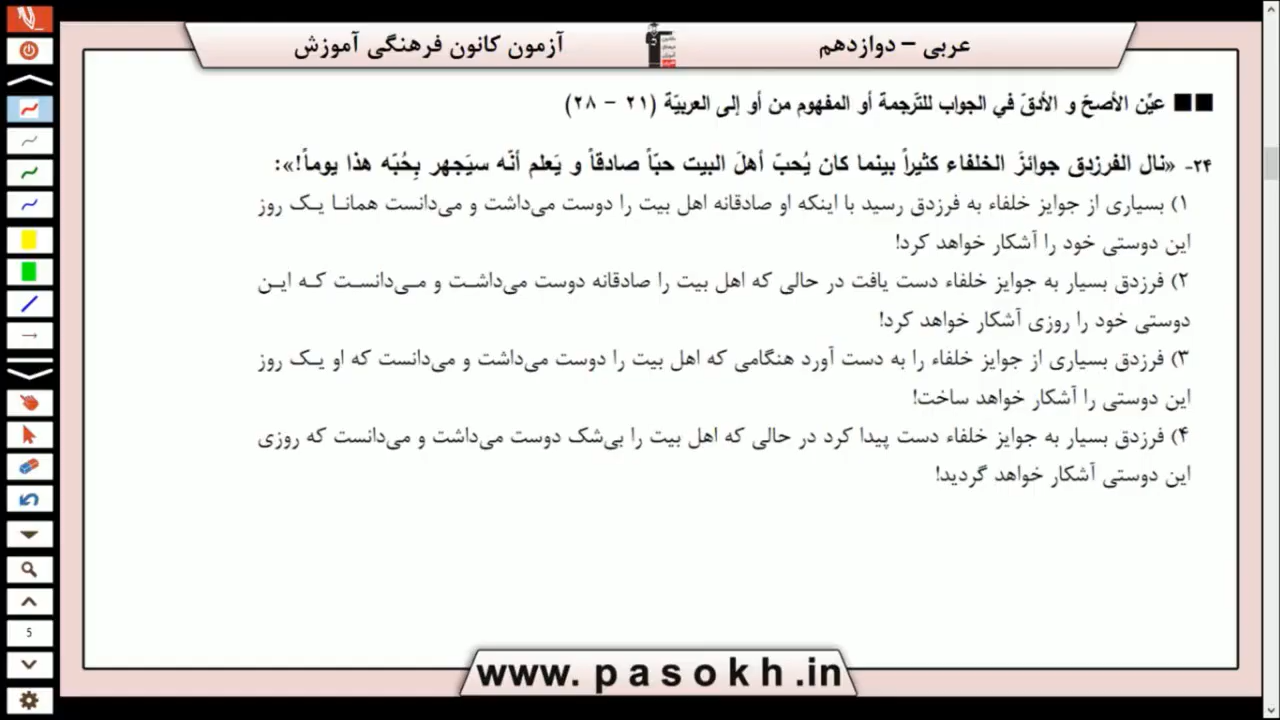 عربی – دوازدهم
آزمون کانون فرهنگی آموزش
■■ عيّن الأصحّ و الأدقّ في الجواب للتّرجمة أو المفهوم من أو إلى العربيّة (۲۱ – ۲۸)
۲۴- «نال الفرزدق جوائزَ الخلفاء كثيراً بينما كان يُحبّ أهلَ البيت حبّاً صادقاً و يَعلم أنّه سيَجهر بِحُبّه هذا يوماً!»:
۱) بسیاری از جوایز خلفاء به فرزدق رسید با اینکه او صادقانه اهل بیت را دوست می‌داشت و می‌دانست همانا یک روز
این دوستی خود را آشکار خواهد کرد!
۲) فرزدق بسیار به جوایز خلفاء دست یافت در حالی که اهل بیت را صادقانه دوست می‌داشت و می‌دانست که این
دوستی خود را روزی آشکار خواهد کرد!
۳) فرزدق بسیاری از جوایز خلفاء را به دست آورد هنگامی که اهل بیت را دوست می‌داشت و می‌دانست که او یک روز
این دوستی را آشکار خواهد ساخت!
۴) فرزدق بسیار به جوایز خلفاء دست پیدا کرد در حالی که اهل بیت را بی‌شک دوست می‌داشت و می‌دانست که روزی
این دوستی آشکار خواهد گردید!
5
www. p a s o k h .in